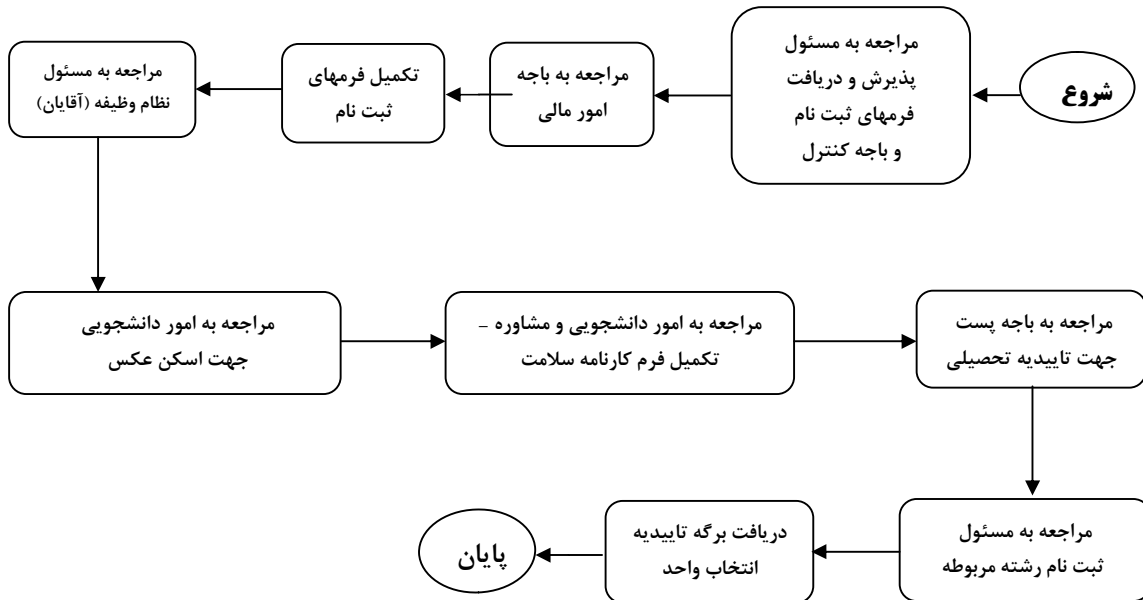 شروع
مراجعه به مسئول
پذیرش و دریافت
فرمهای ثبت نام
و باجه کنترل
مراجعه به باجه
امور مالی
تکمیل فرمهای
ثبت نام
مراجعه به مسئول
نظام وظیفه (آقایان)
مراجعه به امور دانشجویی
جهت اسکن عکس
مراجعه به امور دانشجویی و مشاوره –
تکمیل فرم کارنامه سلامت
مراجعه به باجه پست
جهت تاییدیه تحصیلی
مراجعه به مسئول
ثبت نام رشته مربوطه
دریافت برگه تاییدیه
انتخاب واحد
پایان